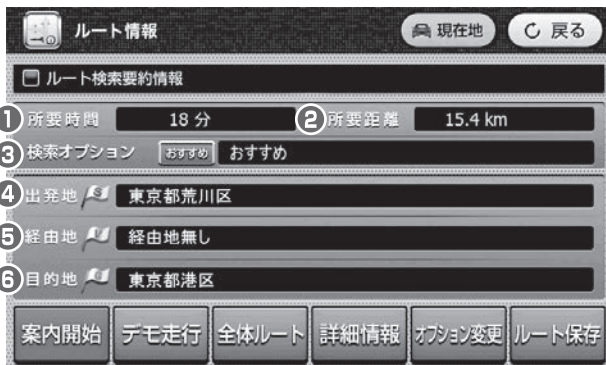 ルート情報 現在地 戻る
ルート検索要約情報
1 所要時間 18 分 2 所要距離 15.4 km
3 検索オプション おすすめ おすすめ
4 出発地 S 東京都荒川区
5 経由地 経由地無し
6 目的地 G 東京都港区
案内開始 デモ走行 全体ルート 詳細情報 オプション変更 ルート保存